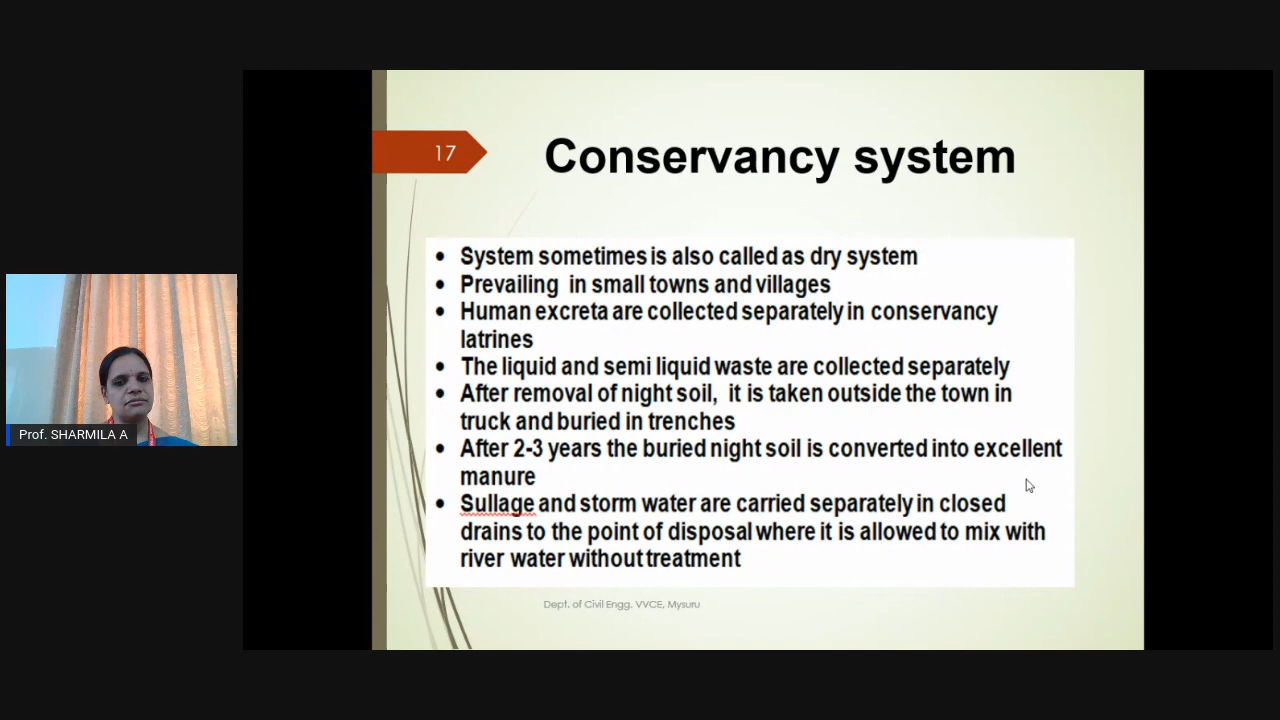 17
Conservancy system
• System sometimes is also called as dry system
• Prevailing in small towns and villages
• Human excreta are collected separately in conservancy
latrines
• The liquid and semi liquid waste are collected separately
• After removal of night soil, it is taken outside the town in
truck and buried in trenches
• After 2-3 years the buried night soil is converted into excellent
manure
• Sullage and storm water are carried separately in closed
drains to the point of disposal where it is allowed to mix with
river water without treatment
Dept. of Civil Engg. VVCE, Mysuru
Prof. SHARMILA A